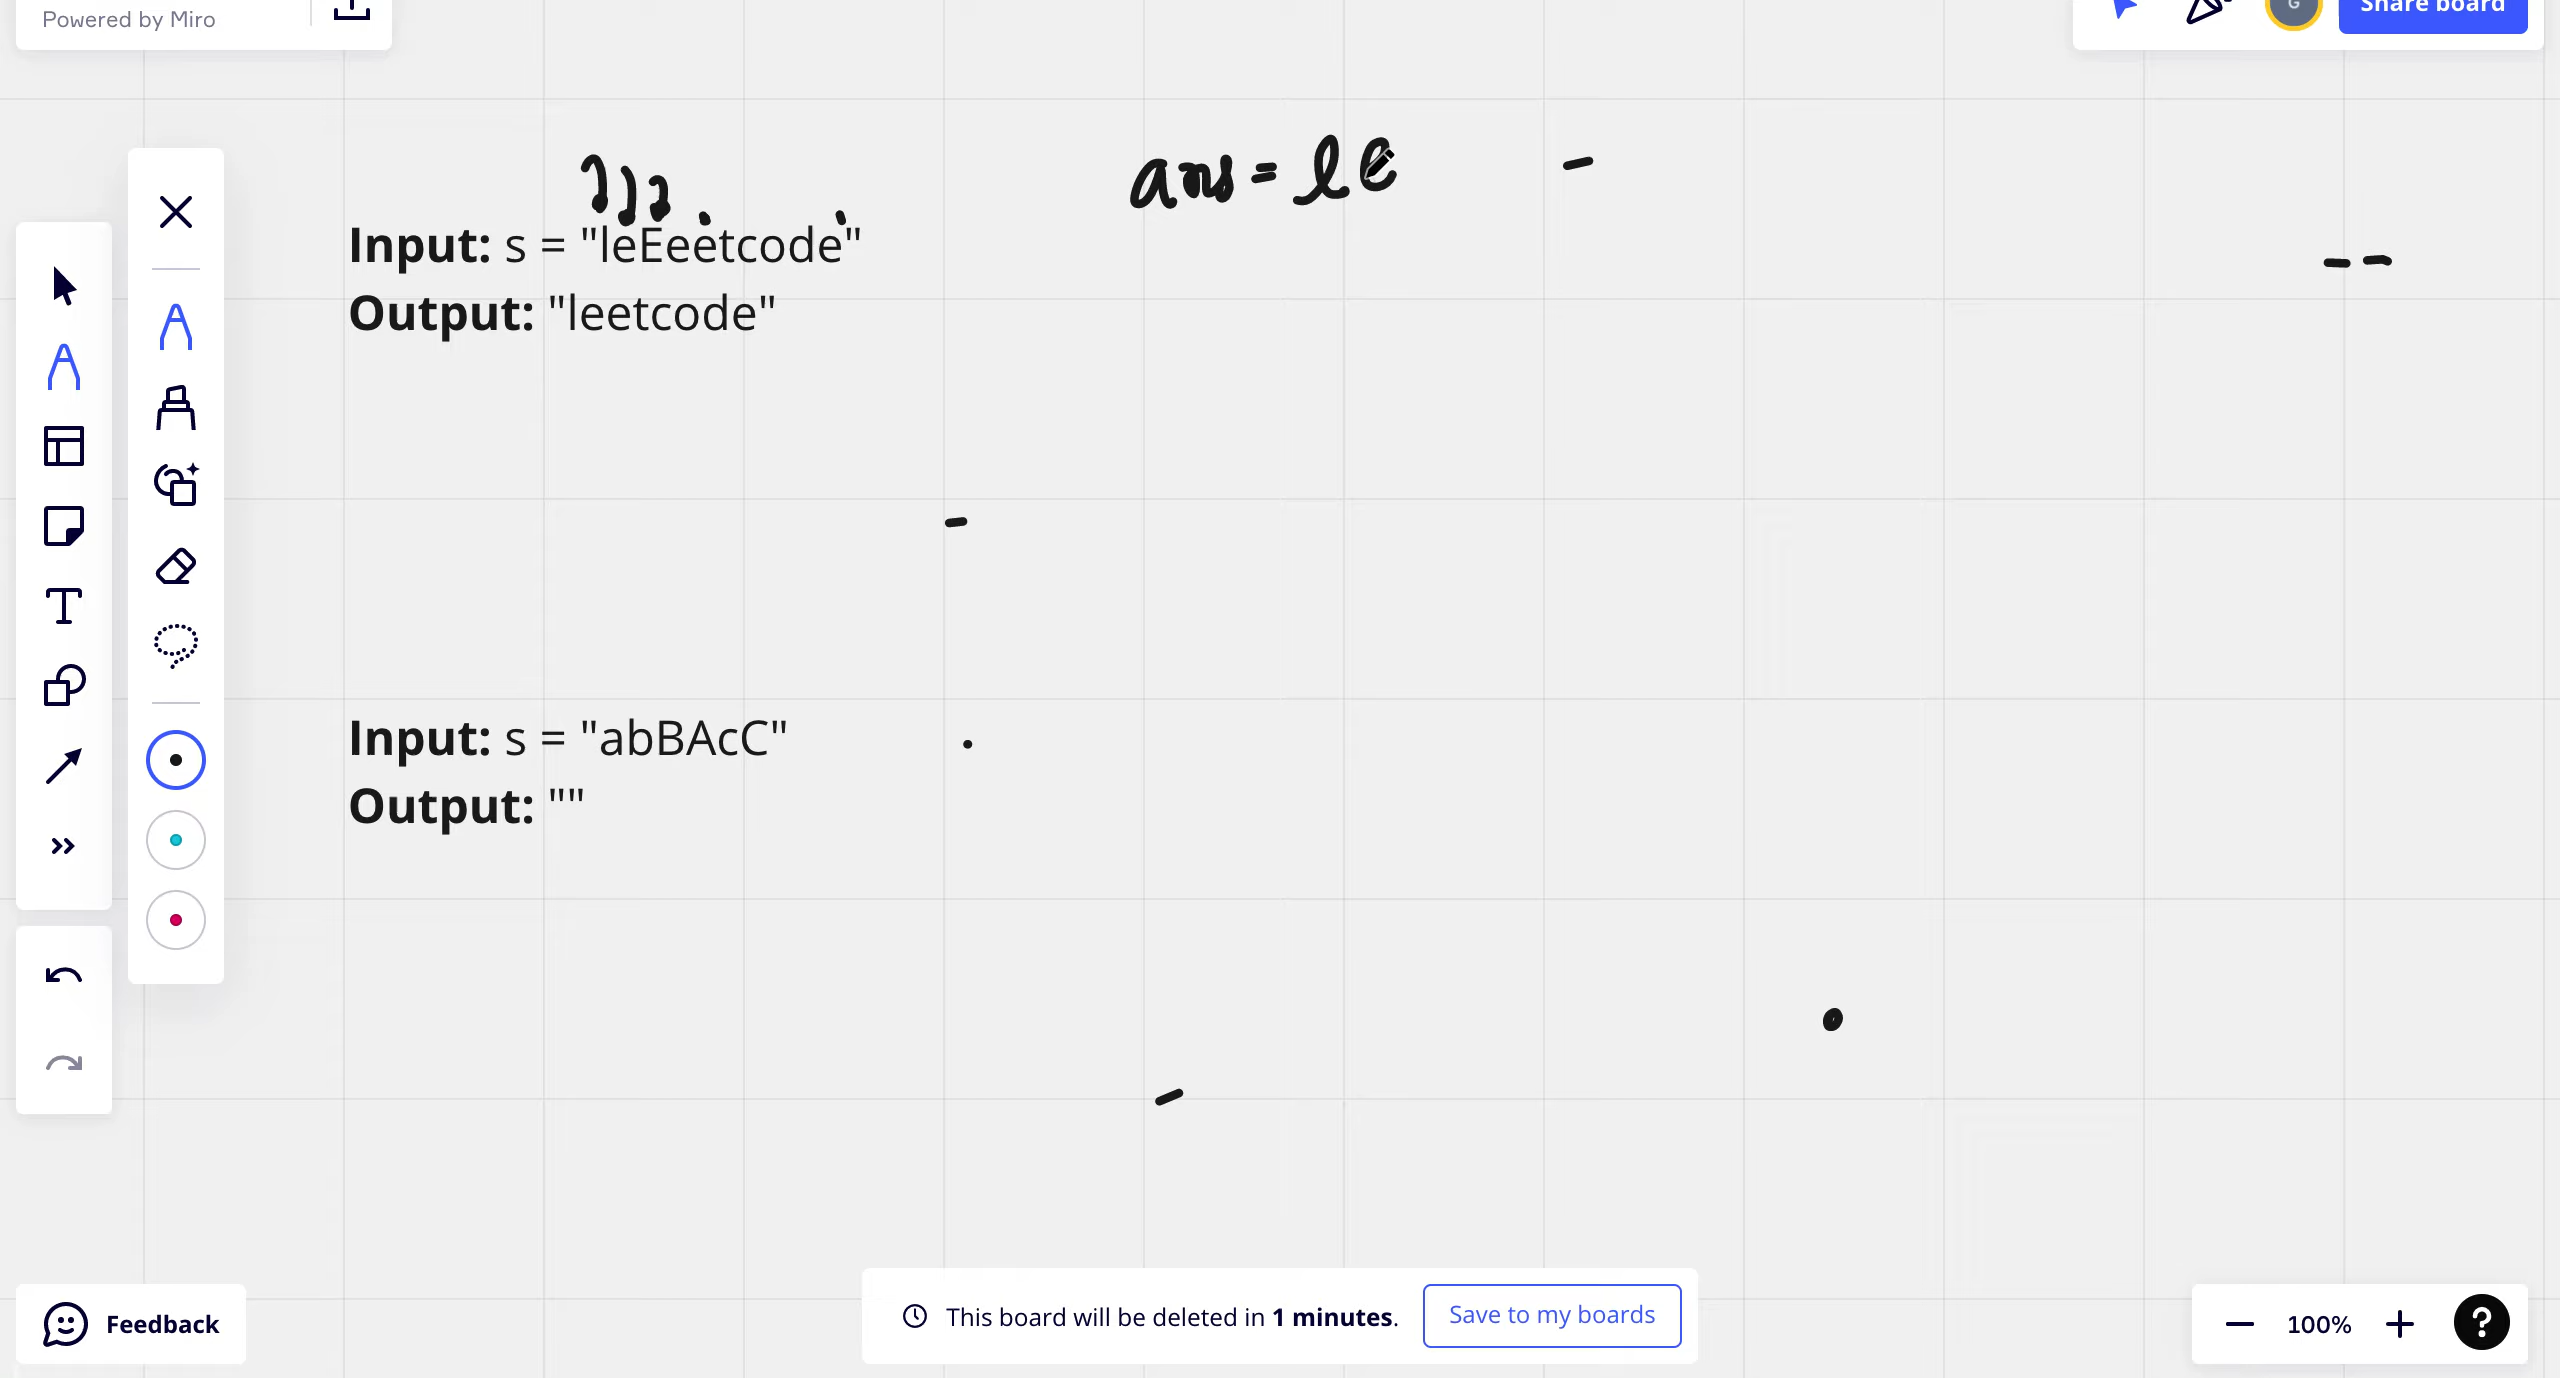 Powered by Miro
G
Share board
ans = le
Input: s = "leEeetcode"
Output: "leetcode"
Input: s = "abBAcC"
Output: ""
Feedback
This board will be deleted in 1 minutes.
Save to my boards
100%
?